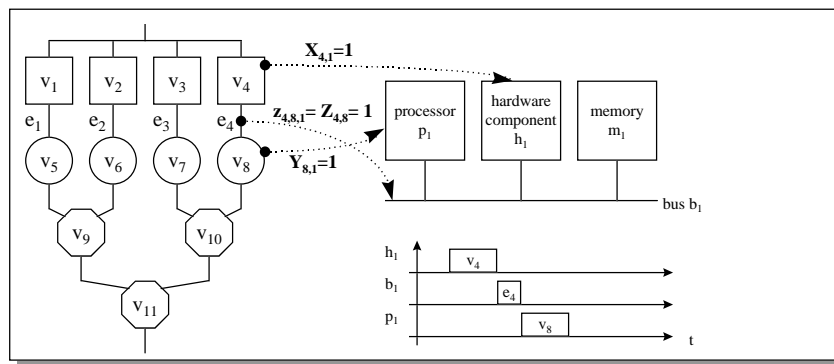 X4,1=1
v1 v2 v3 v4
processor p1
hardware component h1
memory m1
e1 e2 e3 e4
z4,8,1= Z4,8= 1
v5 v6 v7 v8
Y8,1=1
bus b1
v9 v10
v11
h1 v4
b1 e4
p1 v8
t